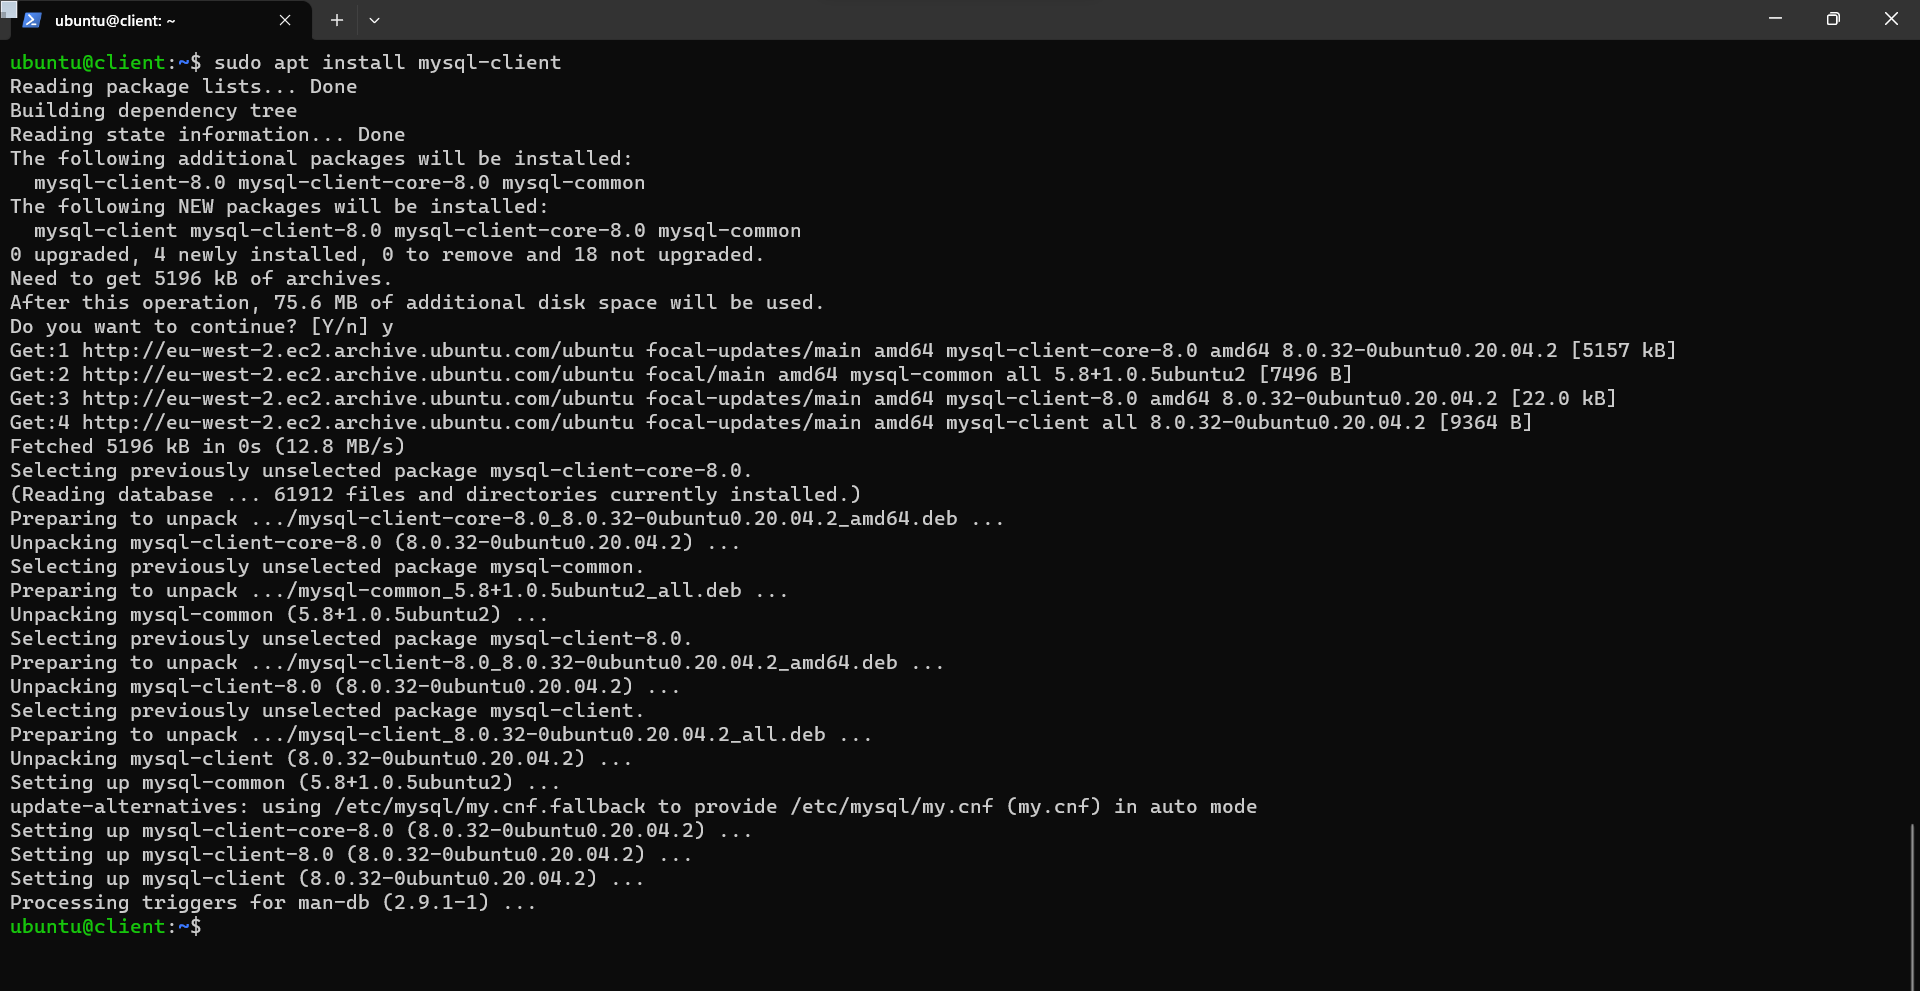 ubuntu@client: ~
ubuntu@client:~$ sudo apt install mysql-client
Reading package lists... Done
Building dependency tree
Reading state information... Done
The following additional packages will be installed:
  mysql-client-8.0 mysql-client-core-8.0 mysql-common
The following NEW packages will be installed:
  mysql-client mysql-client-8.0 mysql-client-core-8.0 mysql-common
0 upgraded, 4 newly installed, 0 to remove and 18 not upgraded.
Need to get 5196 kB of archives.
After this operation, 75.6 MB of additional disk space will be used.
Do you want to continue? [Y/n] y
Get:1 http://eu-west-2.ec2.archive.ubuntu.com/ubuntu focal-updates/main amd64 mysql-client-core-8.0 amd64 8.0.32-0ubuntu0.20.04.2 [5157 kB]
Get:2 http://eu-west-2.ec2.archive.ubuntu.com/ubuntu focal/main amd64 mysql-common all 5.8+1.0.5ubuntu2 [7496 B]
Get:3 http://eu-west-2.ec2.archive.ubuntu.com/ubuntu focal-updates/main amd64 mysql-client-8.0 amd64 8.0.32-0ubuntu0.20.04.2 [22.0 kB]
Get:4 http://eu-west-2.ec2.archive.ubuntu.com/ubuntu focal-updates/main amd64 mysql-client all 8.0.32-0ubuntu0.20.04.2 [9364 B]
Fetched 5196 kB in 0s (12.8 MB/s)
Selecting previously unselected package mysql-client-core-8.0.
(Reading database ... 61912 files and directories currently installed.)
Preparing to unpack .../mysql-client-core-8.0_8.0.32-0ubuntu0.20.04.2_amd64.deb ...
Unpacking mysql-client-core-8.0 (8.0.32-0ubuntu0.20.04.2) ...
Selecting previously unselected package mysql-common.
Preparing to unpack .../mysql-common_5.8+1.0.5ubuntu2_all.deb ...
Unpacking mysql-common (5.8+1.0.5ubuntu2) ...
Selecting previously unselected package mysql-client-8.0.
Preparing to unpack .../mysql-client-8.0_8.0.32-0ubuntu0.20.04.2_amd64.deb ...
Unpacking mysql-client-8.0 (8.0.32-0ubuntu0.20.04.2) ...
Selecting previously unselected package mysql-client.
Preparing to unpack .../mysql-client_8.0.32-0ubuntu0.20.04.2_all.deb ...
Unpacking mysql-client (8.0.32-0ubuntu0.20.04.2) ...
Setting up mysql-common (5.8+1.0.5ubuntu2) ...
update-alternatives: using /etc/mysql/my.cnf.fallback to provide /etc/mysql/my.cnf (my.cnf) in auto mode
Setting up mysql-client-core-8.0 (8.0.32-0ubuntu0.20.04.2) ...
Setting up mysql-client-8.0 (8.0.32-0ubuntu0.20.04.2) ...
Setting up mysql-client (8.0.32-0ubuntu0.20.04.2) ...
Processing triggers for man-db (2.9.1-1) ...
ubuntu@client:~$